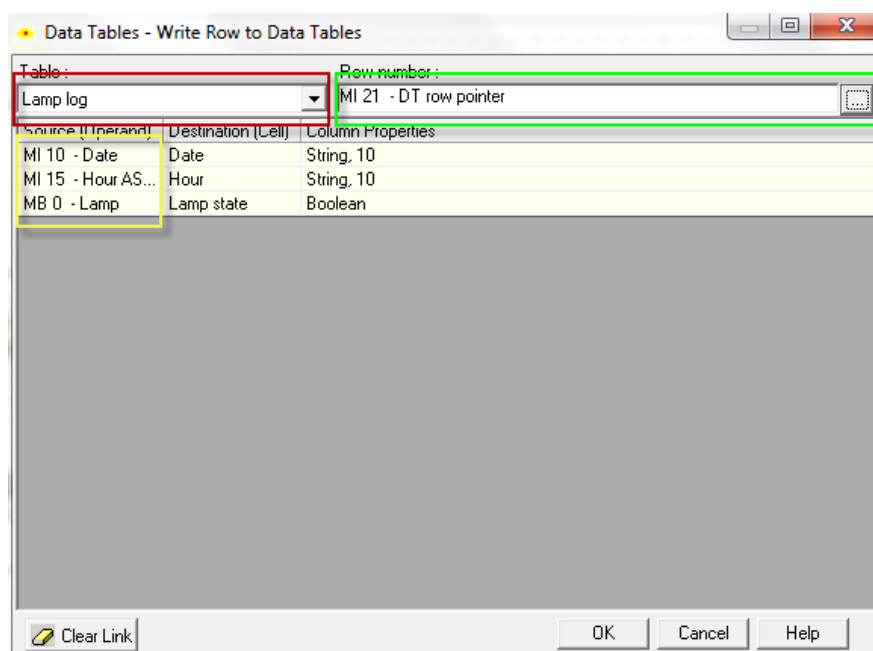 Data Tables - Write Row to Data Tables
Table : Row number :
Lamp log MI 21 - DT row pointer ...
Source (Operand) Destination (Cell) Column Properties
MI 10 - Date Date String, 10
MI 15 - Hour AS... Hour String, 10
MB 0 - Lamp Lamp state Boolean
Clear Link OK Cancel Help